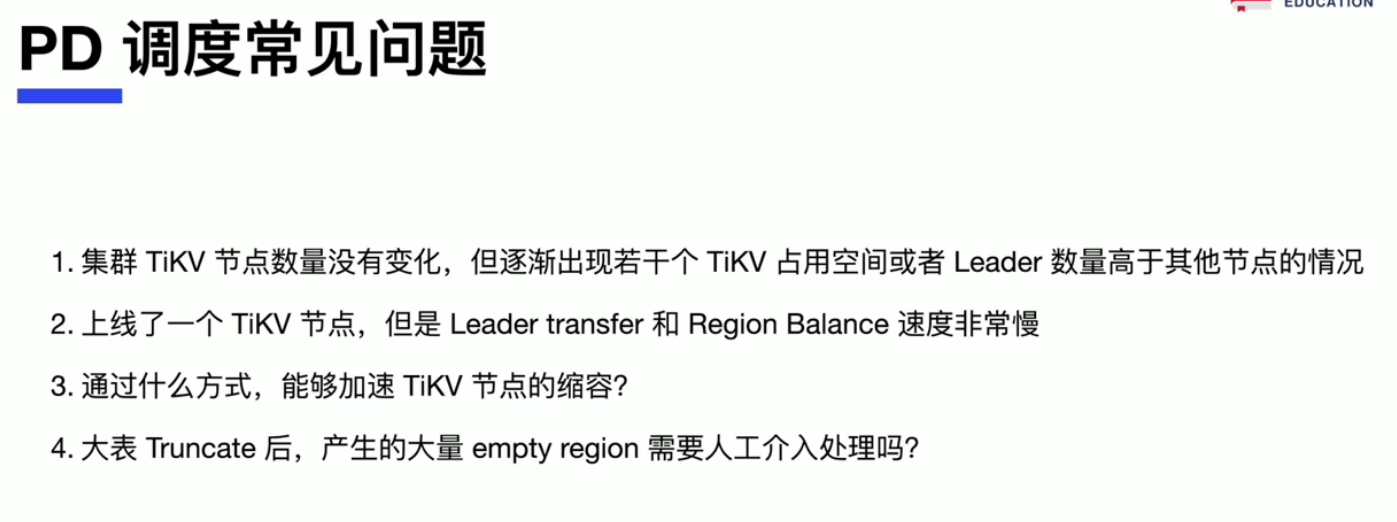 EDUCATION
PD 调度常见问题
1. 集群 TiKV 节点数量没有变化，但逐渐出现若干个 TiKV 占用空间或者 Leader 数量高于其他节点的情况
2. 上线了一个 TiKV 节点，但是 Leader transfer 和 Region Balance 速度非常慢
3. 通过什么方式，能够加速 TiKV 节点的缩容？
4. 大表 Truncate 后，产生的大量 empty region 需要人工介入处理吗？